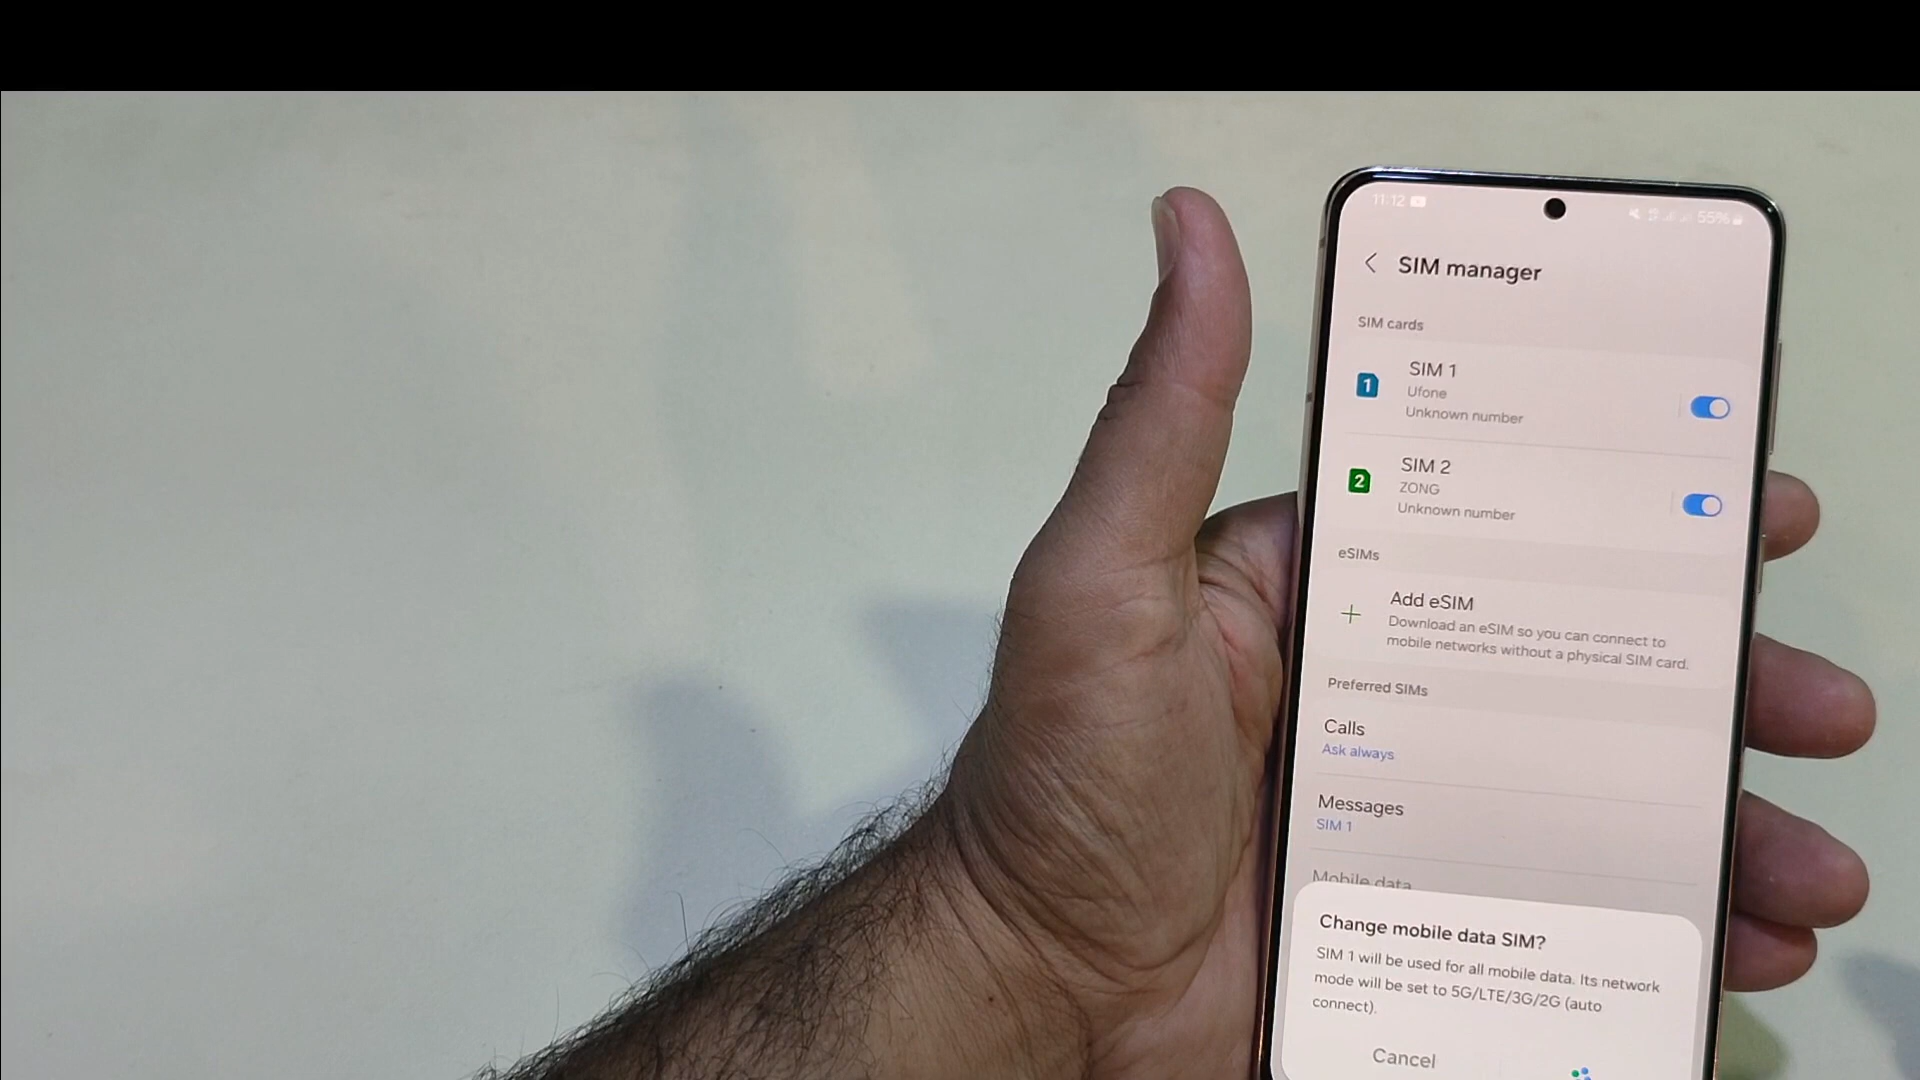 11:12
55%
SIM manager
SIM cards
1
SIM 1
Ufone
Unknown number
2
SIM 2
ZONG
Unknown number
eSIMs
Add eSIM
Download an eSIM so you can connect to
mobile networks without a physical SIM card.
Preferred SIMs
Calls
Ask always
Messages
SIM 1
Mobile data
Change mobile data SIM?
SIM 1 will be used for all mobile data. Its network
mode will be set to 5G/LTE/3G/2G (auto
connect).
Cancel